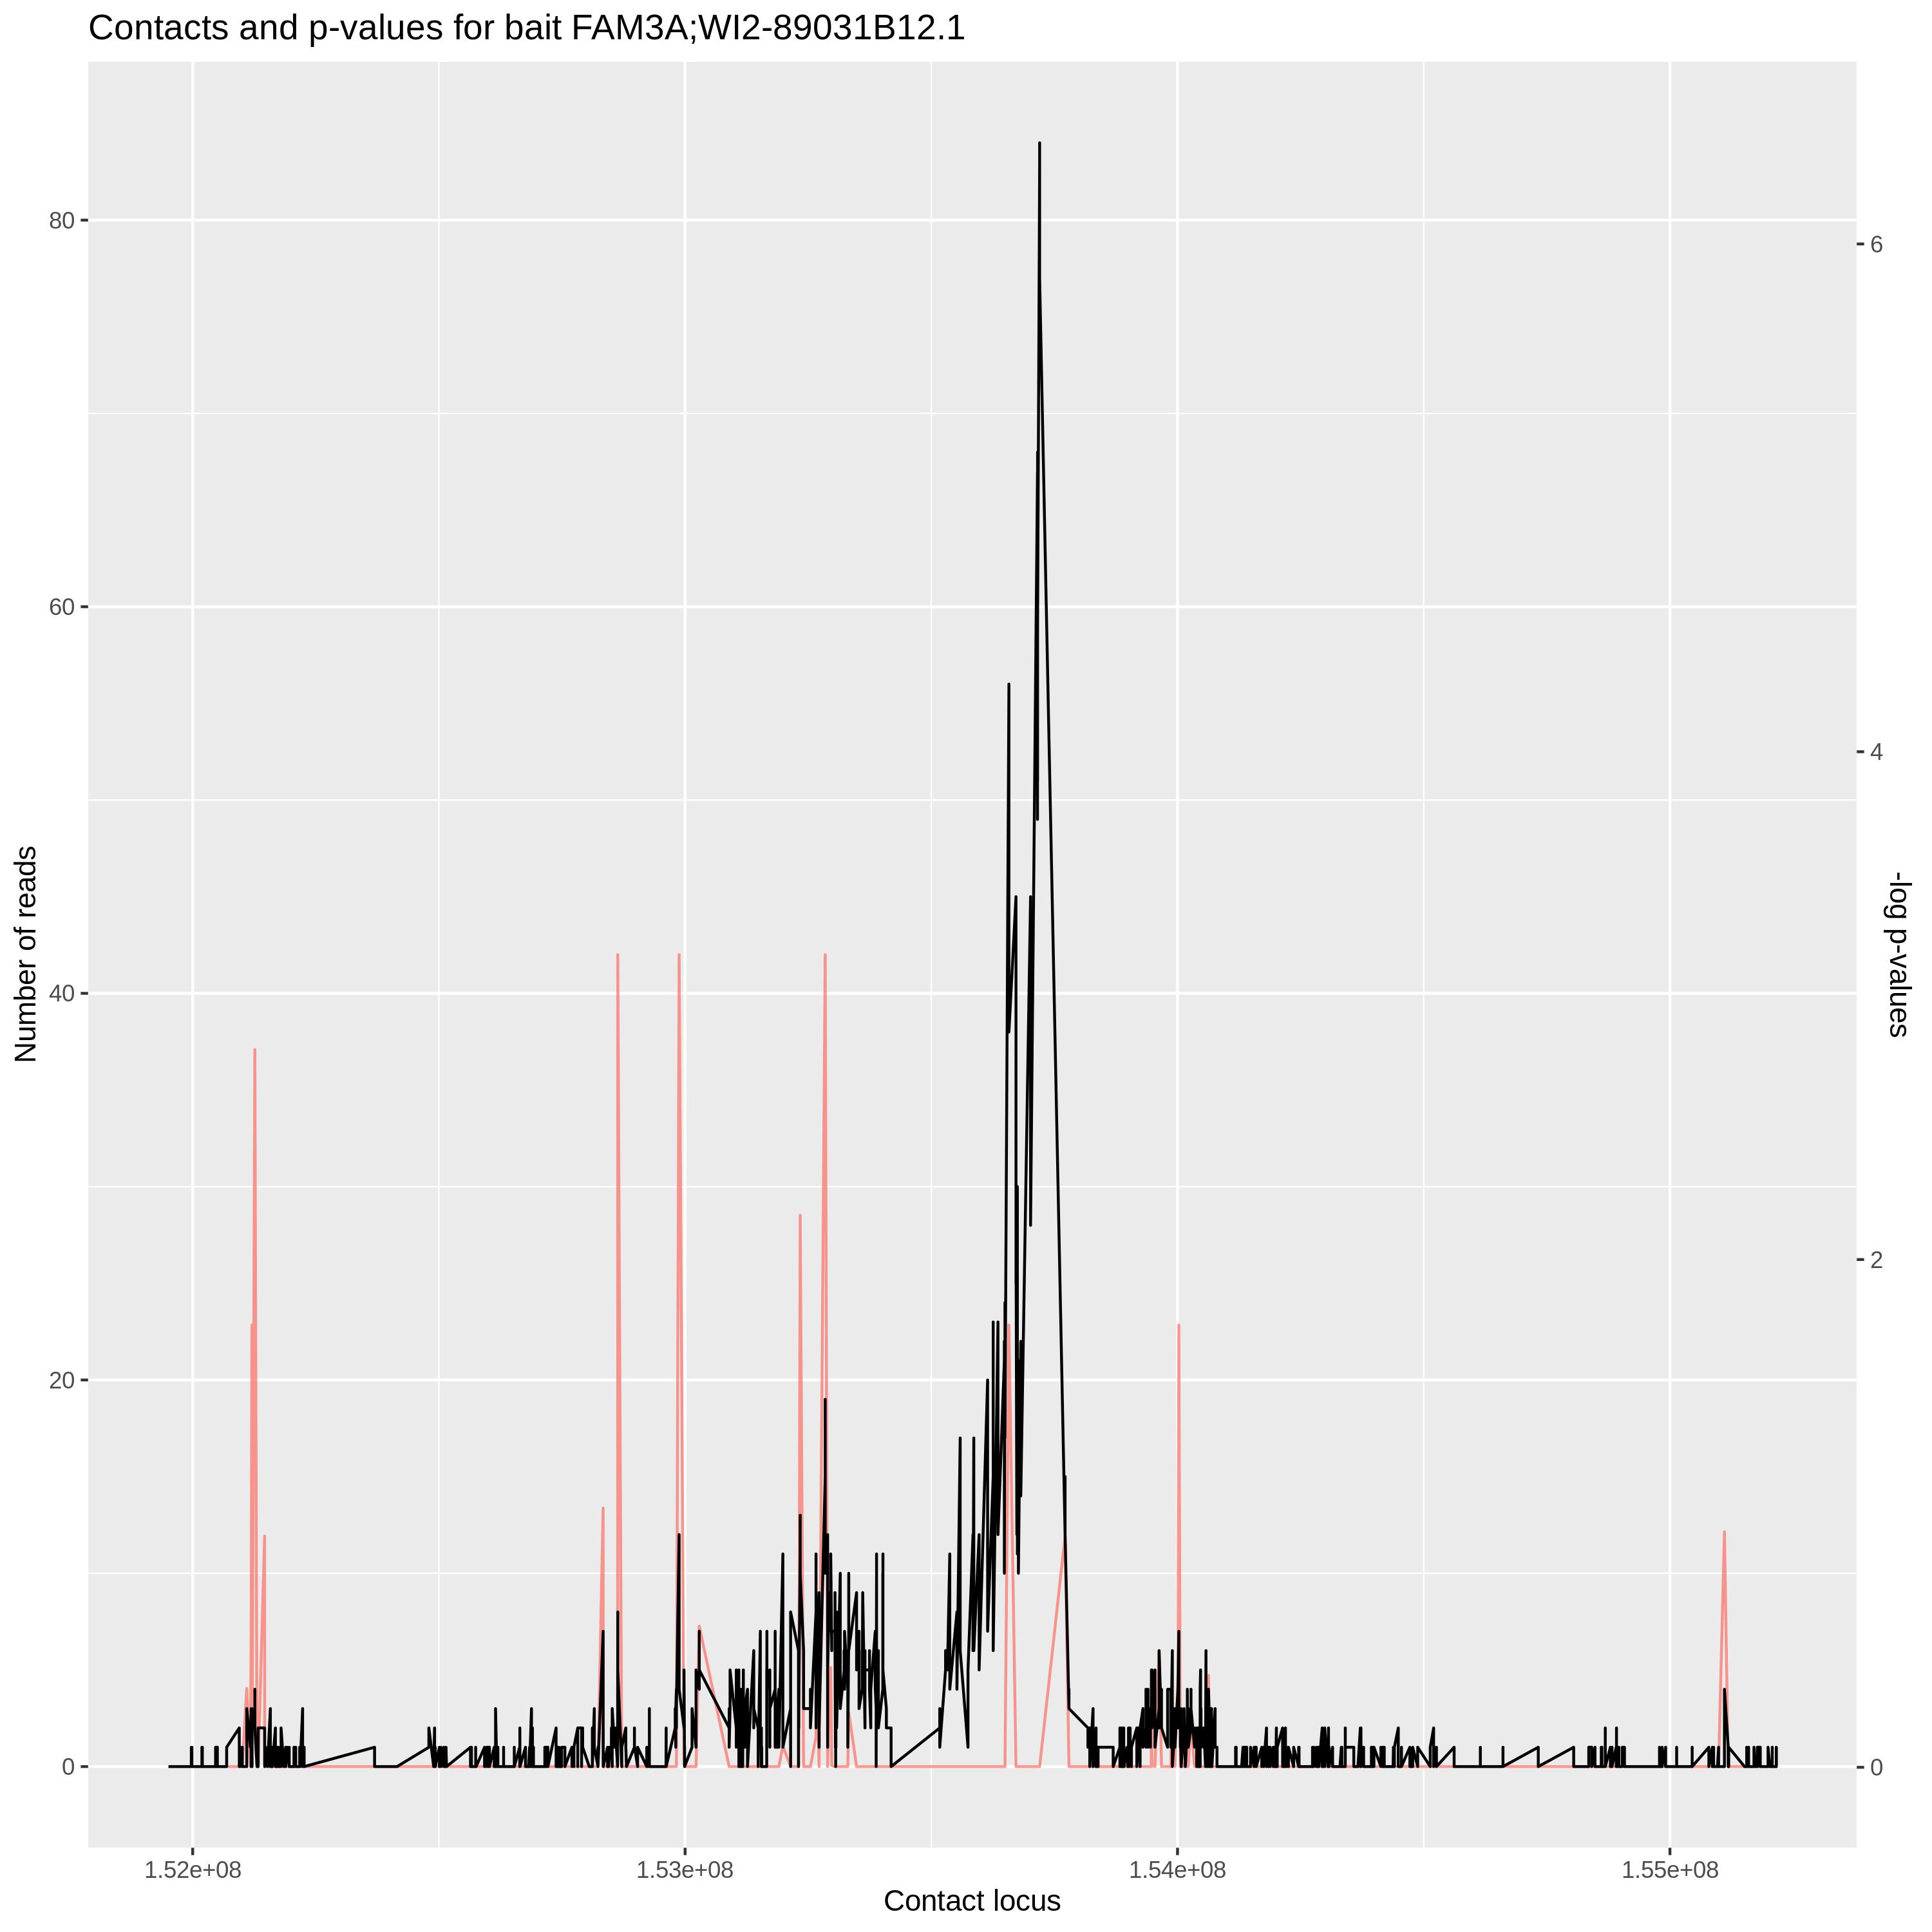 Contacts and p-values for bait FAM3A;WI2-89031B12.1
Number of reads
80
60
40
20
0
6
4
2
0
-log p-values
1.52e+08
1.53e+08
1.54e+08
1.55e+08
Contact locus